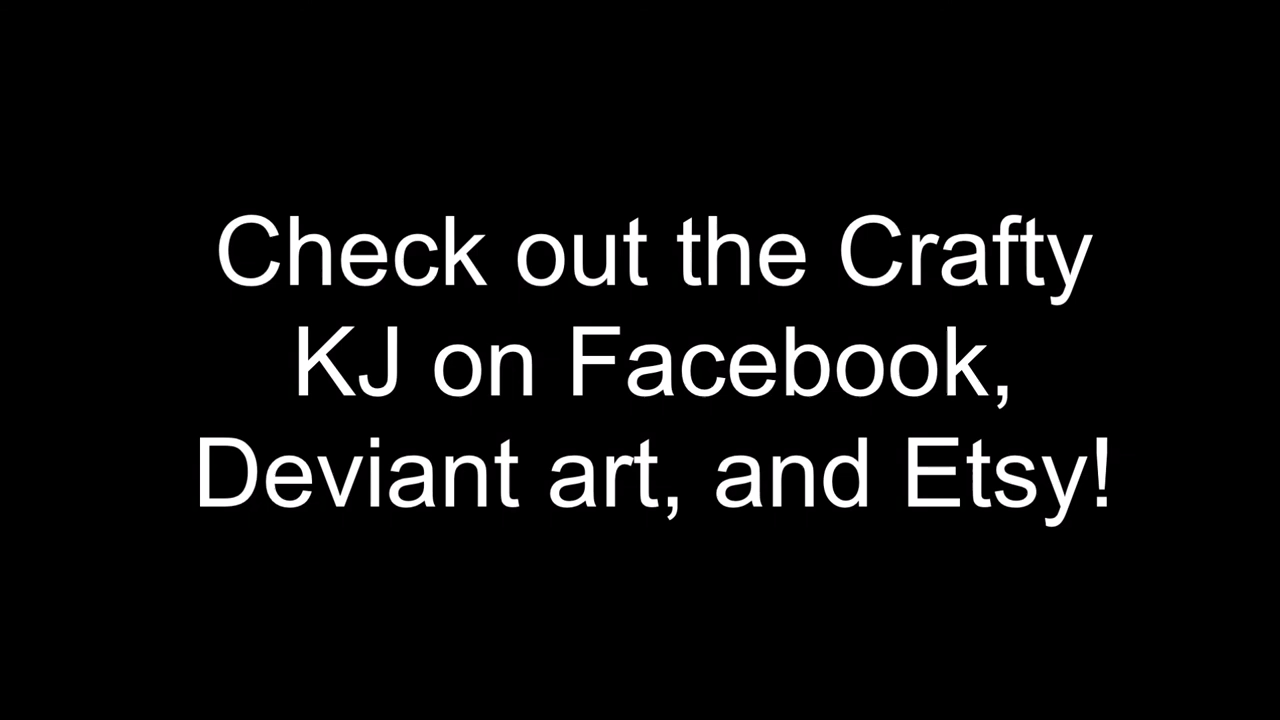 Check out the Crafty
KJ on Facebook,
Deviant art, and Etsy!